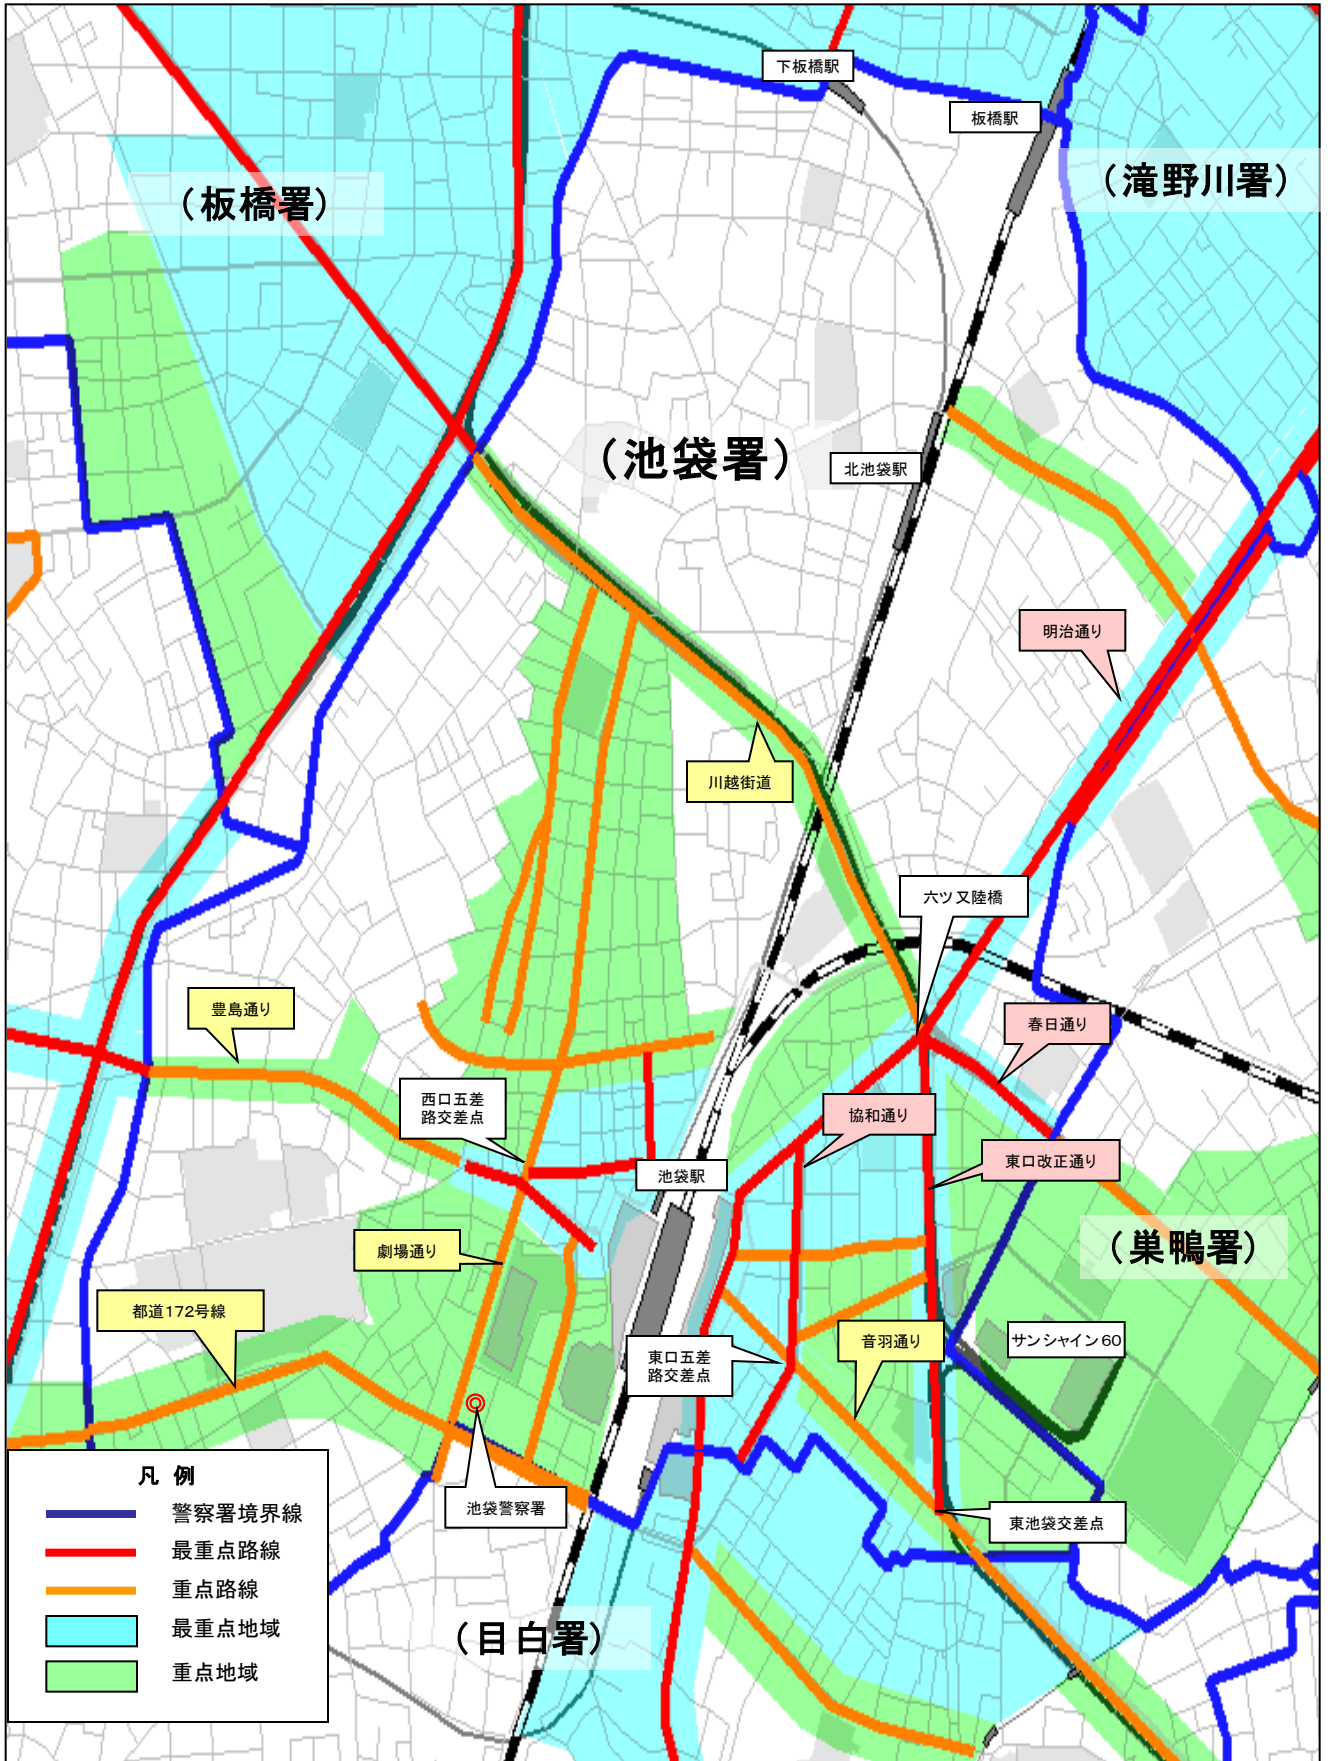 下板橋駅
板橋駅
（滝野川署）
（板橋署）
（池袋署）
北池袋駅
明治通り
川越街道
六ツ又陸橋
豊島通り
春日通り
西口五差
路交差点
協和通り
東口改正通り
池袋駅
劇場通り
（巣鴨署）
都道172号線
サンシャイン60
音羽通り
東口五差
路交差点
凡 例
警察署境界線
最重点路線
重点路線
最重点地域
重点地域
池袋警察署
東池袋交差点
（目白署）